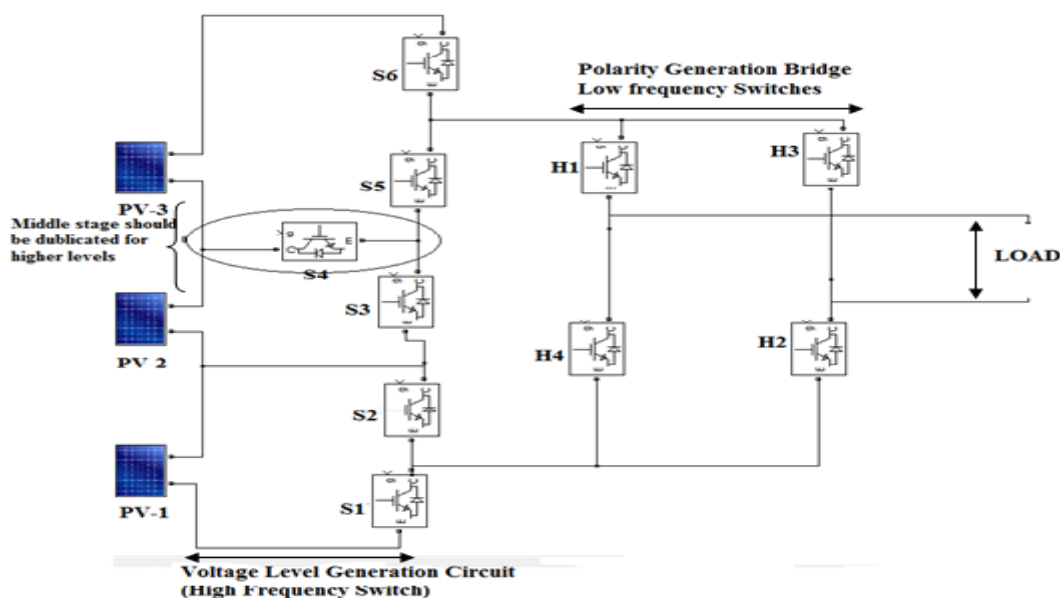 S6
Polarity Generation Bridge
Low frequency Switches
H1
H3
S5
PV-3
Middle stage should
be dublicated for
higher levels
S4
LOAD
S3
PV-2
H4
H2
S2
PV-1
S1
Voltage Level Generation Circuit
(High Frequency Switch)